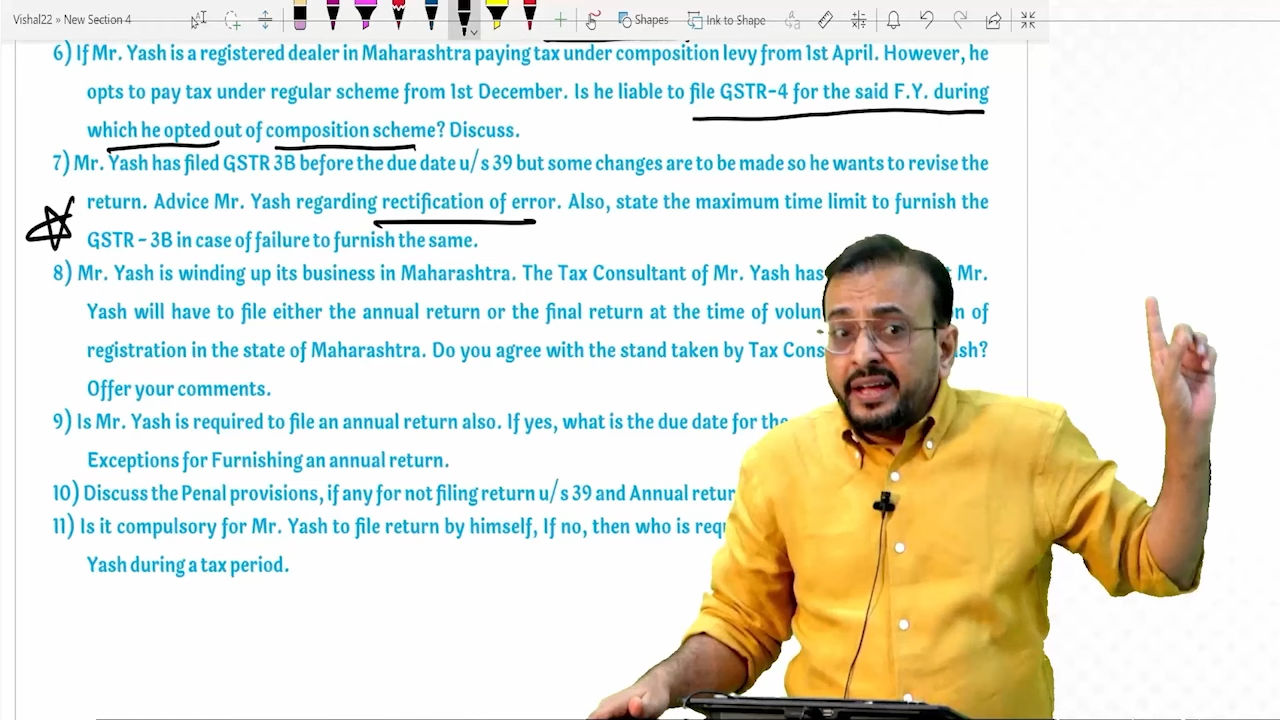 Vishal22 » New Section 4
Shapes
Ink to Shape
6) If Mr. Yash is a registered dealer in Maharashtra paying tax under composition levy from 1st April. However, he
opts to pay tax under regular scheme from 1st December. Is he liable to file GSTR-4 for the said F.Y. during
which he opted out of composition scheme? Discuss.
7) Mr. Yash has filed GSTR 3B before the due date u/s 39 but some changes are to be made so he wants to revise the
return. Advice Mr. Yash regarding rectification of error. Also, state the maximum time limit to furnish the
GSTR - 3B in case of failure to furnish the same.
8) Mr. Yash is winding up its business in Maharashtra. The Tax Consultant of Mr. Yash has Mr.
Yash will have to file either the annual return or the final return at the time of of
registration in the state of Maharashtra. Do you agree with the stand taken by Tax
Offer your comments.
9) Is Mr. Yash is required to file an annual return also. If yes, what is the due date for the
Exceptions for Furnishing an annual return.
10) Discuss the Penal provisions, if any for not filing return u/s 39 and Annual
11) Is it compulsory for Mr. Yash to file return by himself, If no, then who is
Yash during a tax period.